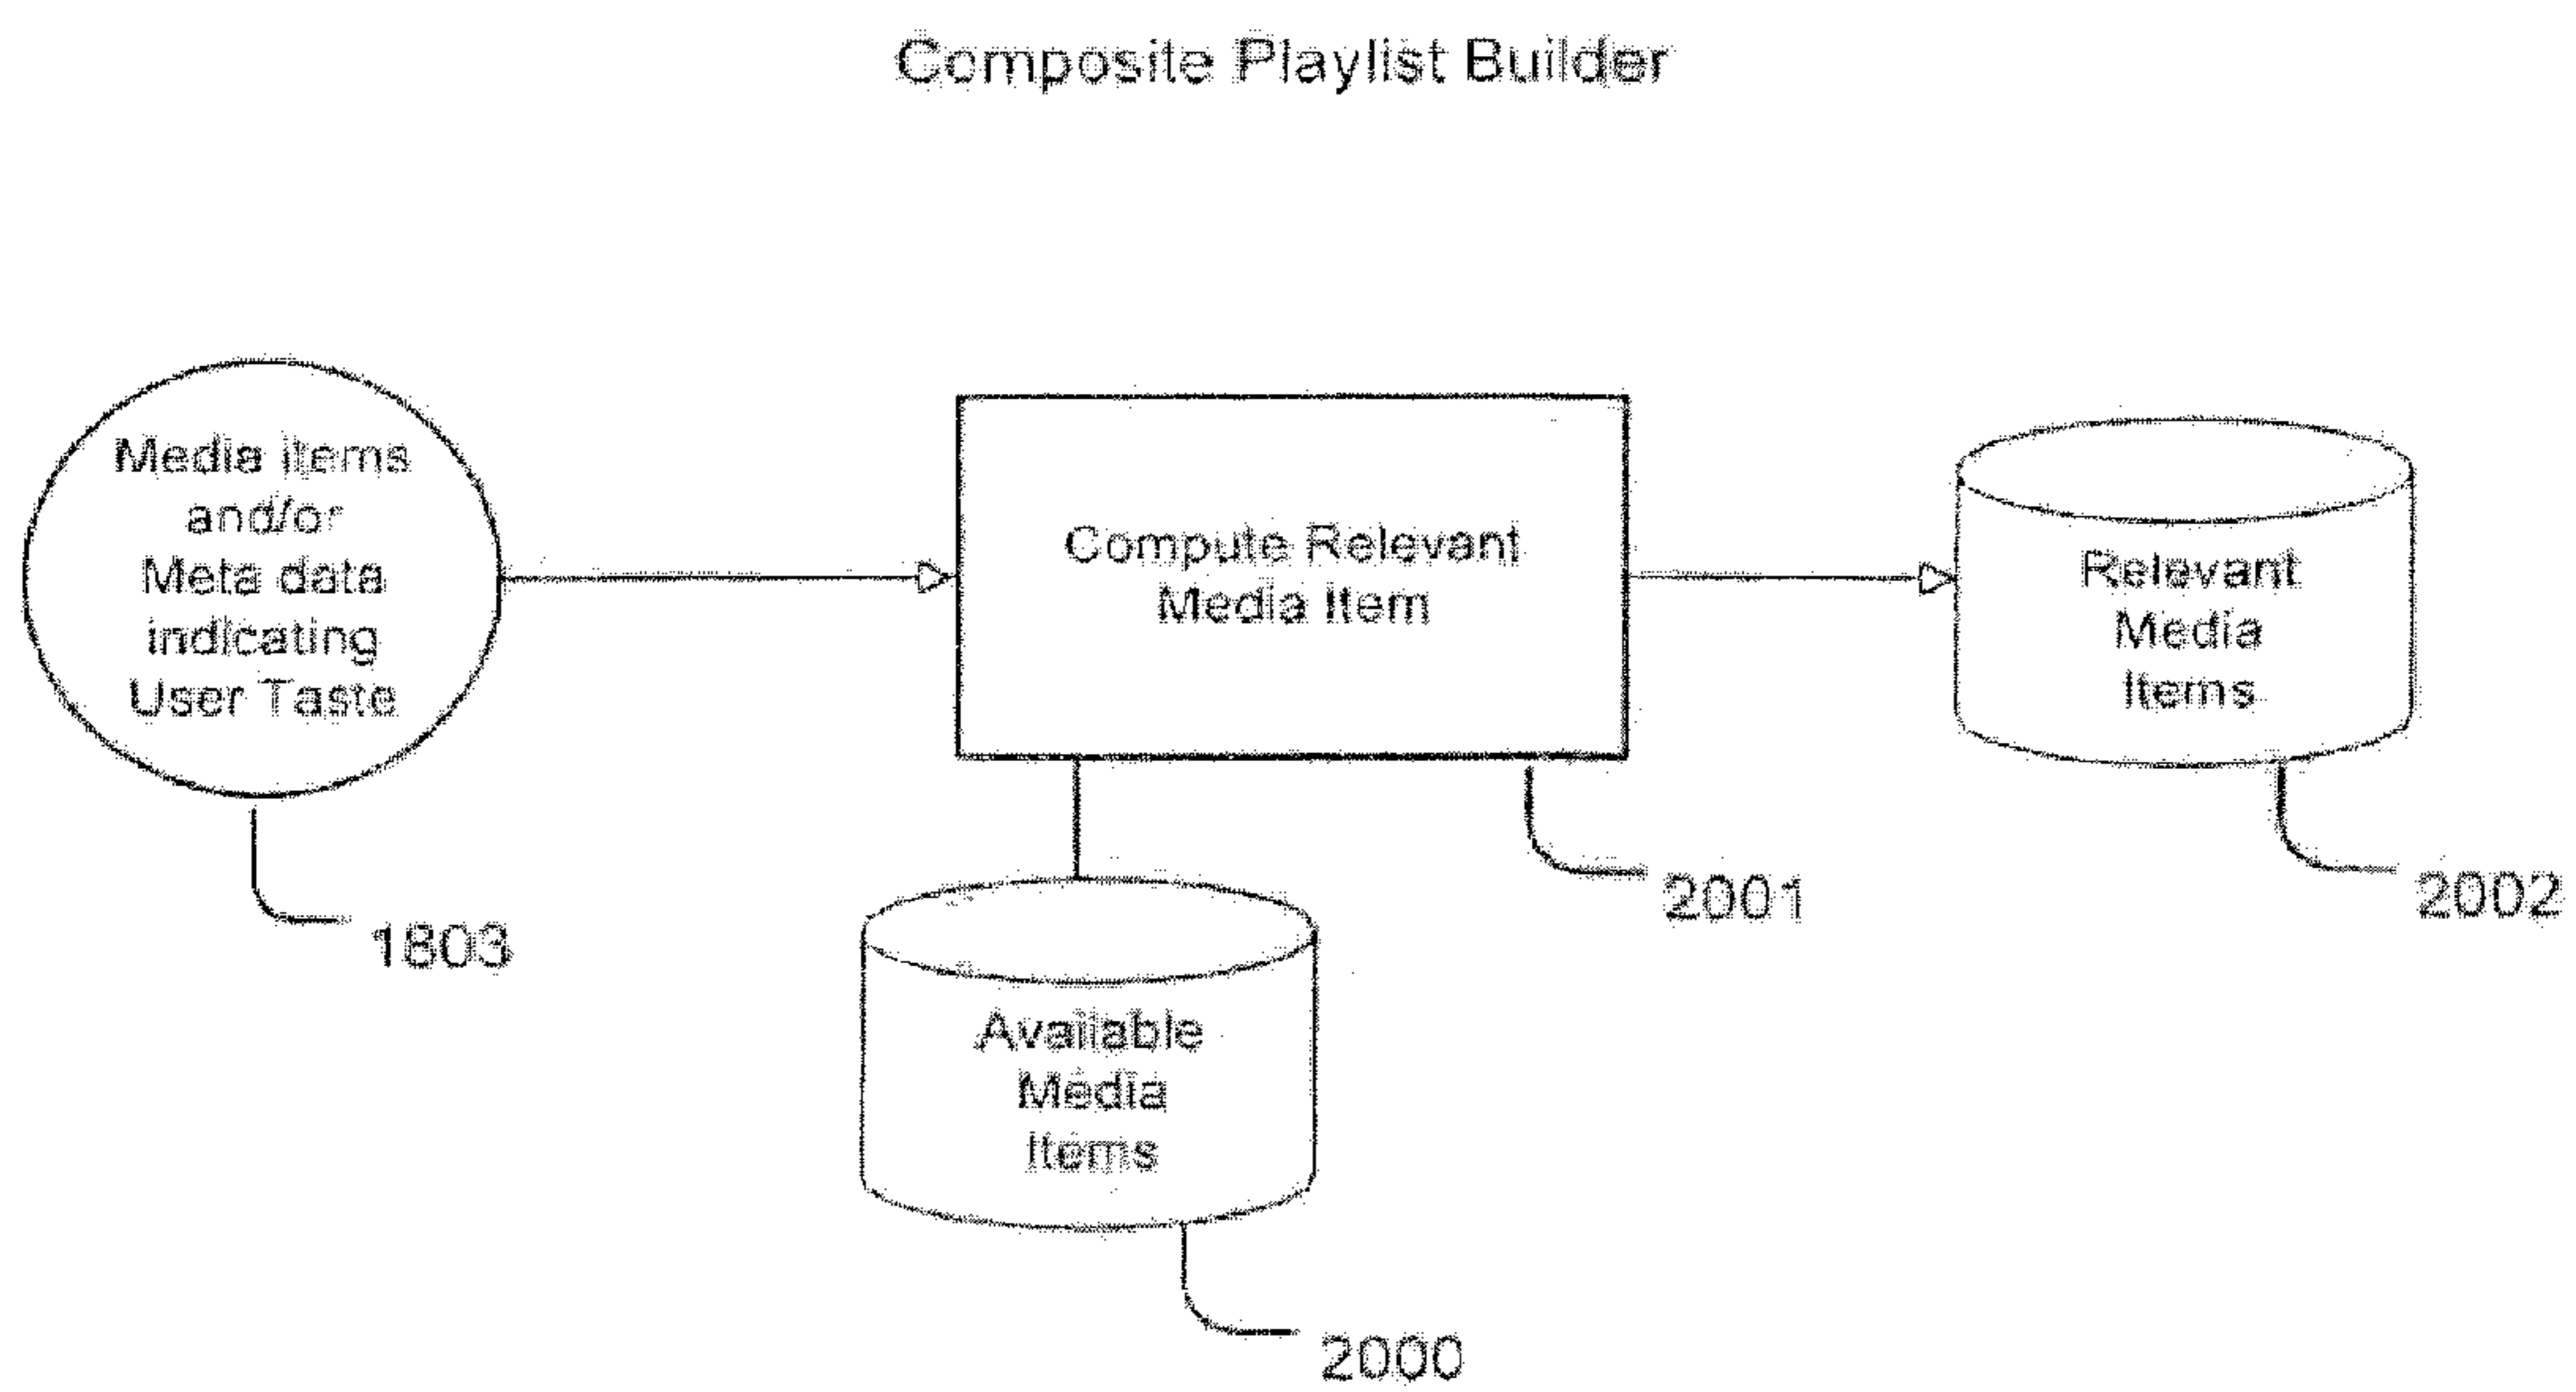 Composite Playlist Builder
Media items
and/or
Meta data
indicating
User Taste
1803
Compute Relevant
Media Item
2001
Relevant
Media
Items
2002
Available
Media
Items
2000